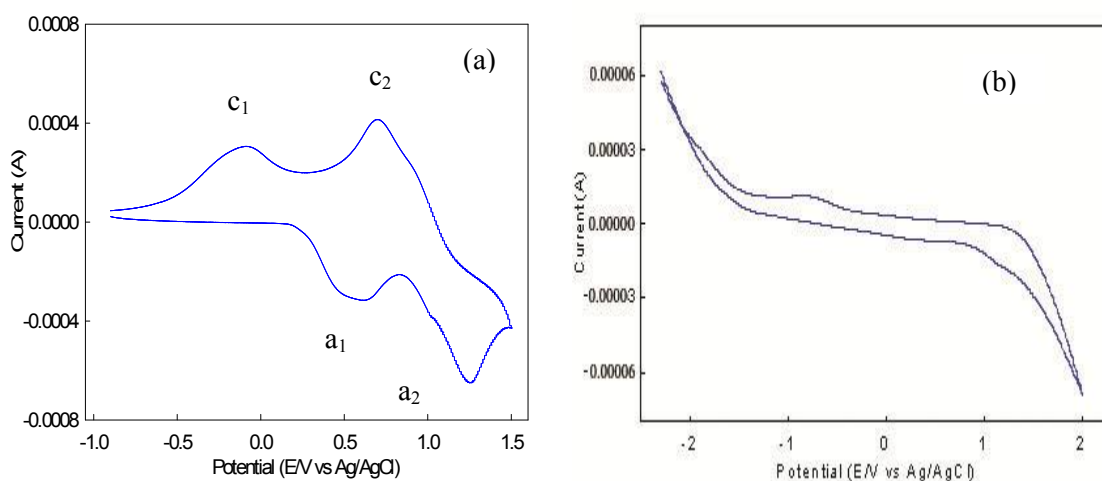 0.0008
(a)
c1
c2
0.0004
0.0000
-0.0004
-0.0008
a1
a2
-1.0 -0.5 0.0 0.5 1.0 1.5
Current (A)
Potential (E/V vs Ag/AgCl)
(b)
0.00006
0.00003
0.00000
-0.00003
-0.00006
-2 -1 0 1 2
Current (A)
Potential (E/V vs Ag/AgCl)